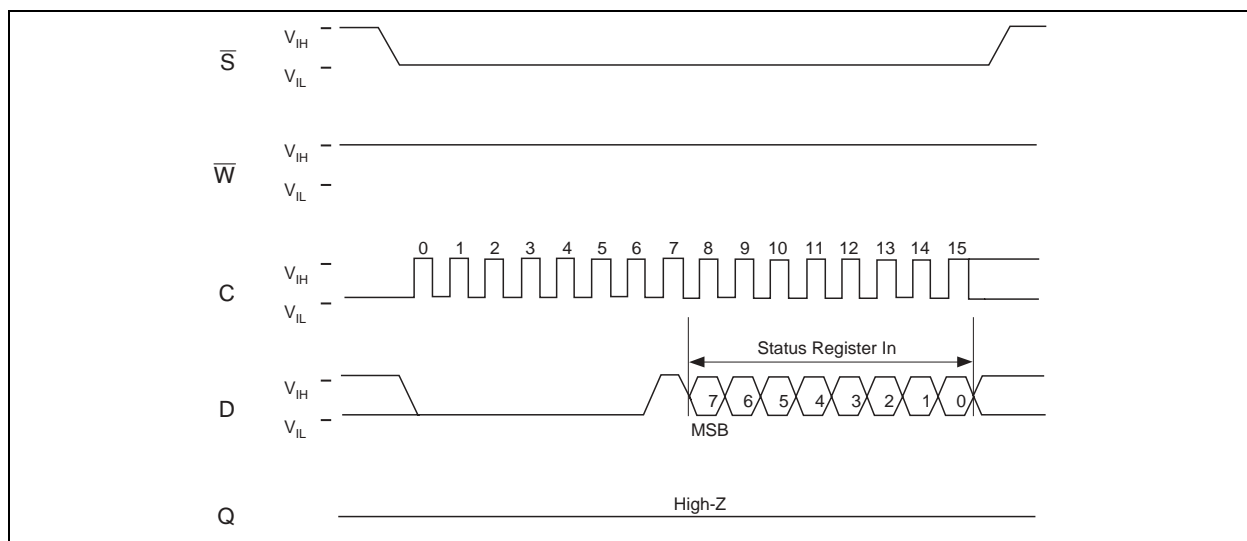 S̅ V_IH
V_IL
W̅ V_IH
V_IL
0 1 2 3 4 5 6 7 8 9 10 11 12 13 14 15
C V_IH
V_IL
Status Register In
D V_IH
V_IL
7 6 5 4 3 2 1 0
MSB
Q High-Z